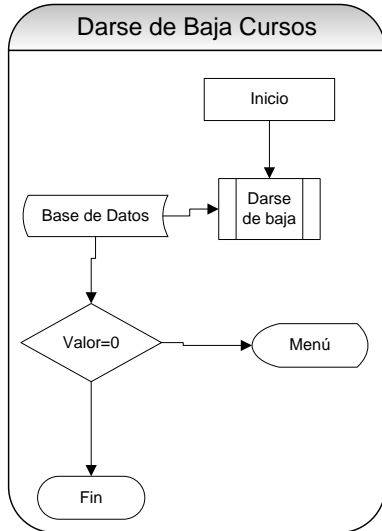 Darse de Baja Cursos
Inicio
Darse
de baja
Base de Datos
Valor=0
Menú
Fin